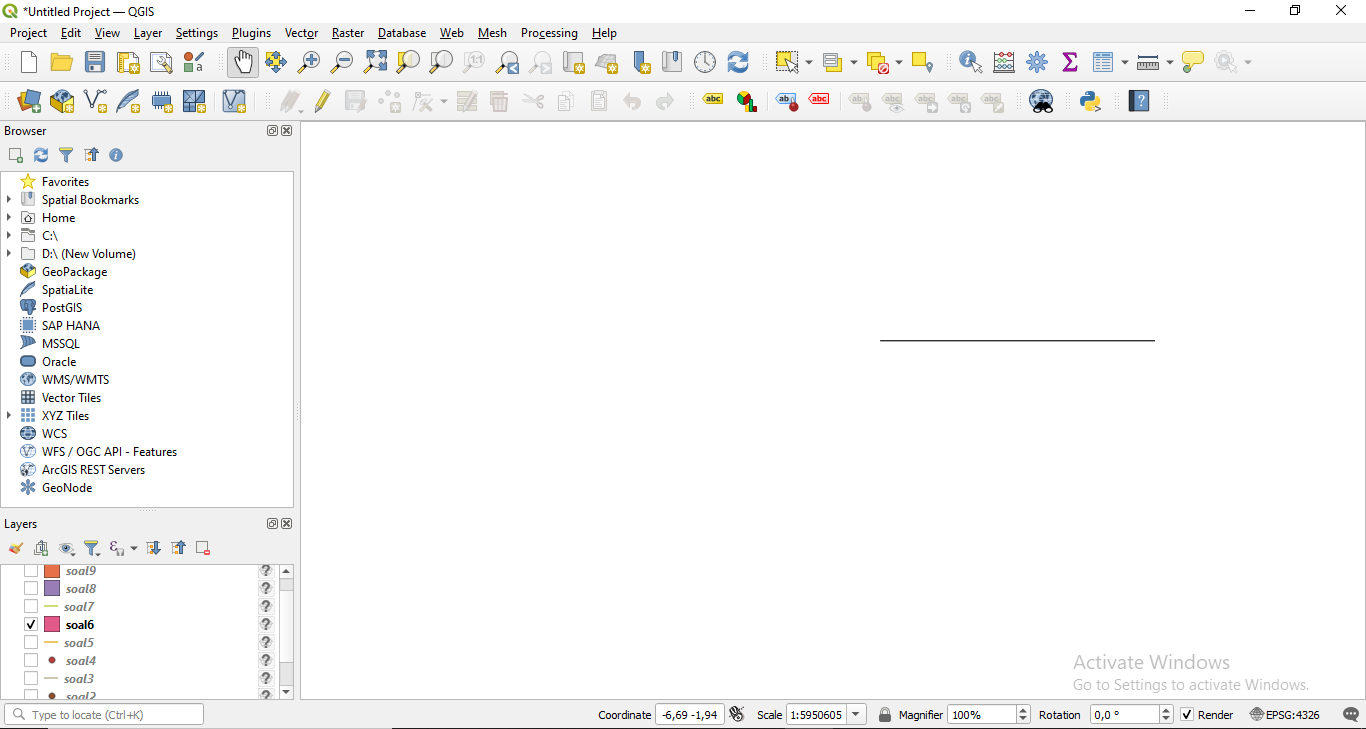 *Untitled Project — QGIS
Project Edit View Layer Settings Plugins Vector Raster Database Web Mesh Processing Help
abc abc abc
Browser
Favorites
Spatial Bookmarks
Home
C:\
D:\ (New Volume)
GeoPackage
SpatiaLite
PostGIS
SAP HANA
MSSQL
Oracle
WMS/WMTS
Vector Tiles
XYZ Tiles
WCS
WFS / OGC API - Features
ArcGIS REST Servers
GeoNode
Layers
soal9
soal8
soal7
soal6
soal5
soal4
soal3
soal2
Activate Windows
Go to Settings to activate Windows.
Type to locate (Ctrl+K) Coordinate -6,69 -1,94 Scale 1:5950605 Magnifier 100% Rotation 0,0 ° Render EPSG:4326